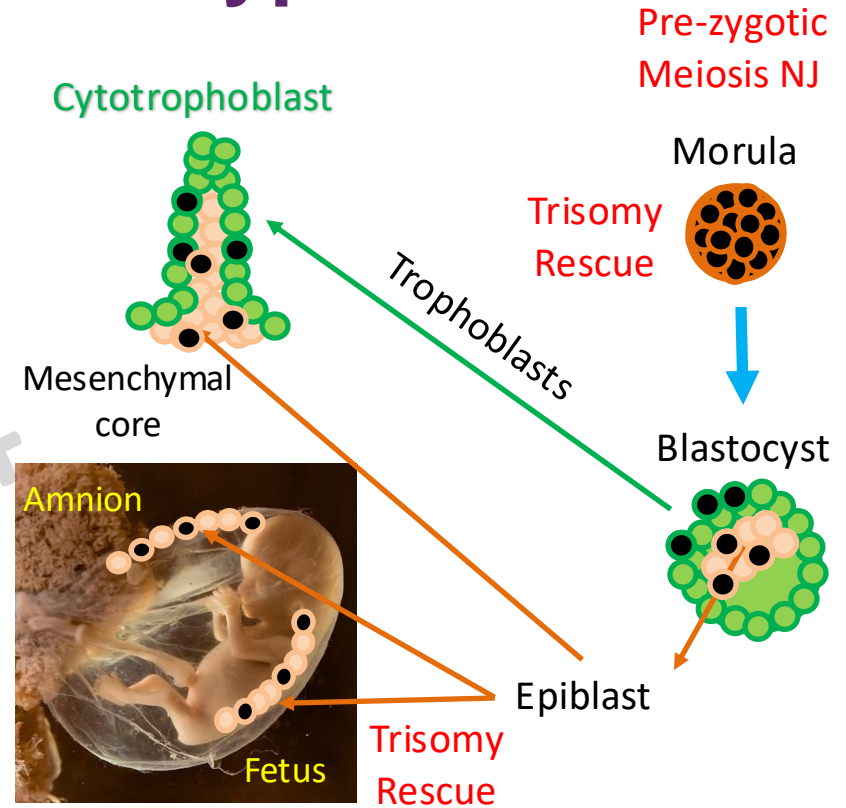 Pre-zygotic
Meiosis NJ
Cytotrophoblast
Morula
Trisomy
Rescue
Trophoblasts
Mesenchymal
core
Blastocyst
Amnion
Epiblast
Trisomy
Rescue
Fetus